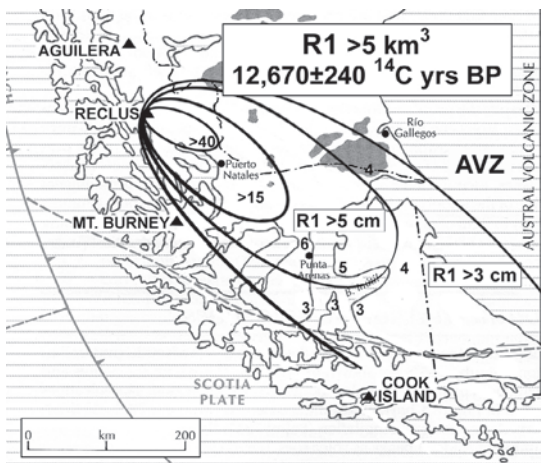 AGUILERA
R1 >5 km³
12,670±240 ¹⁴C yrs BP
RECLUS
>40
Puerto
Natales
>15
Río
Gallegos
AVZ
AUSTRAL VOLCANIC ZONE
4
MT. BURNEY
R1 >5 cm
6
Punta
Arenas
5
4
R1 >3 cm
B. Inútil
3
3
3
SCOTIA
PLATE
COOK
ISLAND
0 km 200